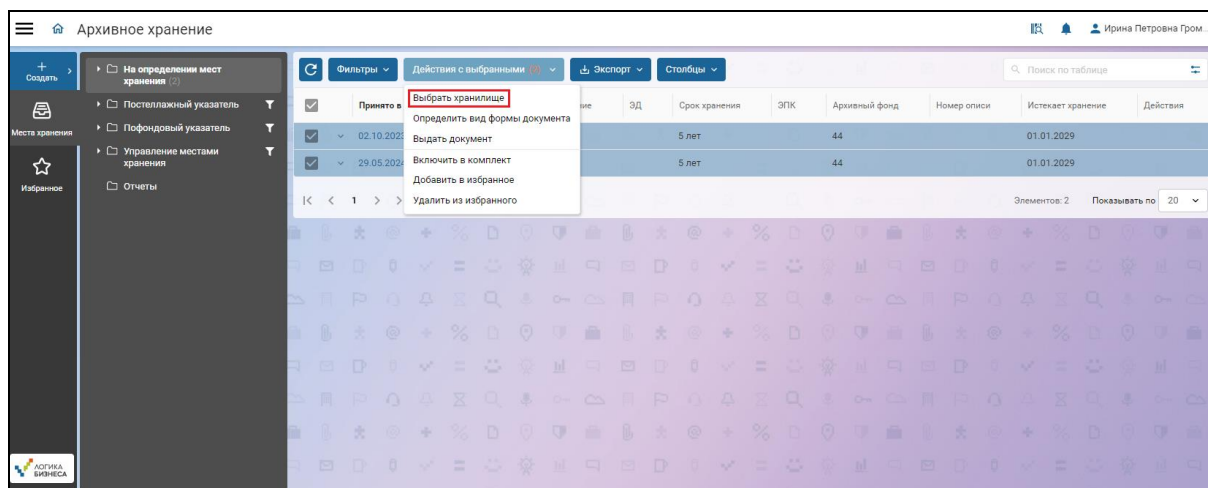 Архивное хранение
Ирина Петровна Гром...
Создать
Места хранения
Избранное
На определении мест
хранения (2)
Постеллажный указатель
Пофондовый указатель
Управление местами
хранения
Отчеты
Фильтры
Действия с выбранными
Экспорт
Столбцы
Поиск по таблице
Выбрать хранилище
Определить вид формы документа
Выдать документ
Включить в комплект
Добавить в избранное
Удалить из избранного
Принято в ЭД Срок хранения ЭПК Архивный фонд Номер описи Истекает хранение Действия
02.10.2023 5 лет 44 01.01.2029
29.05.2024 5 лет 44 01.01.2029
1
Элементов: 2 Показывать по 20
ЛОГИКА
БИЗНЕСА